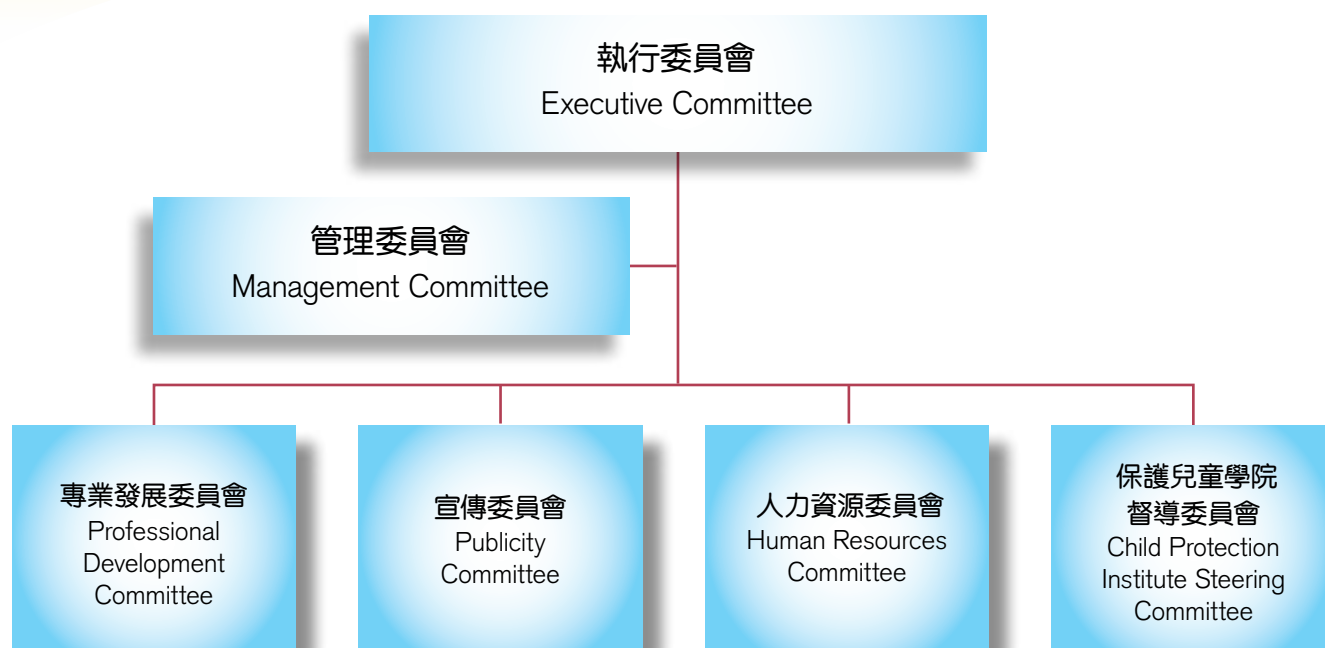 執行委員會
Executive Committee
管理委員會
Management Committee
專業發展委員會
Professional
Development
Committee
宣傳委員會
Publicity
Committee
人力資源委員會
Human Resources
Committee
保護兒童學院
督導委員會
Child Protection
Institute Steering
Committee